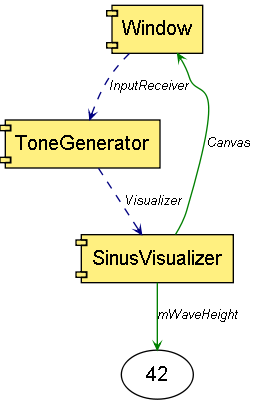 Window
InputReceiver
Canvas
ToneGenerator
Visualizer
SinusVisualizer
mWaveHeight
42